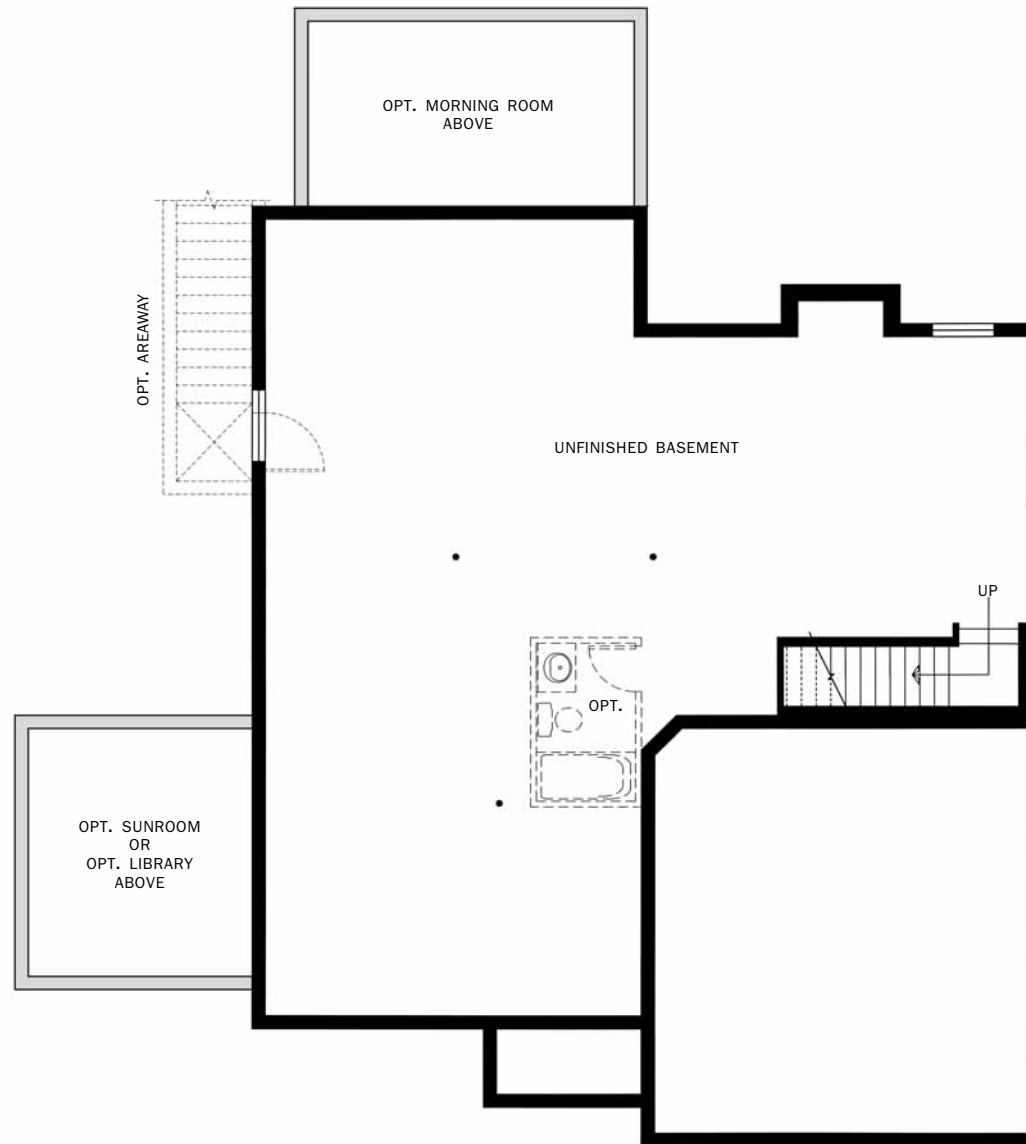 OPT. MORNING ROOM
ABOVE
OPT. AREAWAY
UNFINISHED BASEMENT
UP
OPT.
OPT. SUNROOM
OR
OPT. LIBRARY
ABOVE